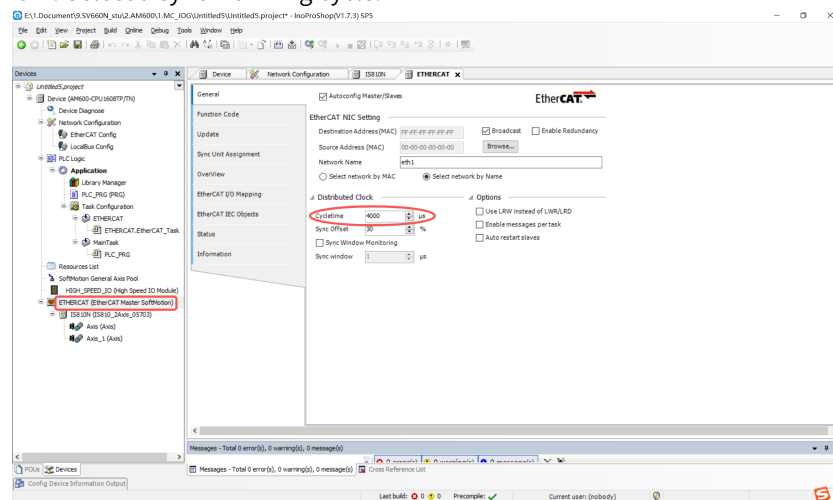 E:\1.Document\9.SV660N_stu\2.AM600\1.MC_JOG\Untitled5\Untitled5.project* - InoProShop(V1.7.3) SP5
File Edit View Project Build Online Debug Tools Window Help
Devices
Untitled5.project
Device (AM600-CPU1608TP/TN)
Device Diagnose
Network Configuration
EtherCAT Config
LocalBus Config
PLC Logic
Application
Library Manager
PLC_PRG (PRG)
Task Configuration
ETHERCAT
ETHERCAT.EtherCAT_Task
MainTask
PLC_PRG
Resources List
SoftMotion General Axis Pool
HIGH_SPEED_IO (High Speed IO Module)
ETHERCAT (EtherCAT Master SoftMotion)
IS810N (IS810_2Axis_05703)
Axis (Axis)
Axis_1 (Axis)
POUs Devices
Config Device Information Output
Device Network Configuration IS810N ETHERCAT
General
Function Code
Update
Sync Unit Assignment
OverView
EtherCAT I/O Mapping
EtherCAT IEC Objects
Status
Information
Autoconfig Master/Slaves
EtherCAT
EtherCAT NIC Setting
Destination Address (MAC) FF-FF-FF-FF-FF-FF Broadcast Enable Redundancy
Source Address (MAC) 00-00-00-00-00-00 Browse...
Network Name eth1
Select network by MAC Select network by Name
Distributed Clock Options
Cycletime 4000 µs Use LRW instead of LWR/LRD
Sync Offset 30 % Enable messages per task
Sync Window Monitoring Auto restart slaves
Sync window 1 µs
Messages - Total 0 error(s), 0 warning(s), 0 message(s)
0 error(s) 0 warning(s) 0 message(s)
Messages - Total 0 error(s), 0 warning(s), 0 message(s) Cross Reference List
Last build: 0 0 Precompile: Current user: (nobody)